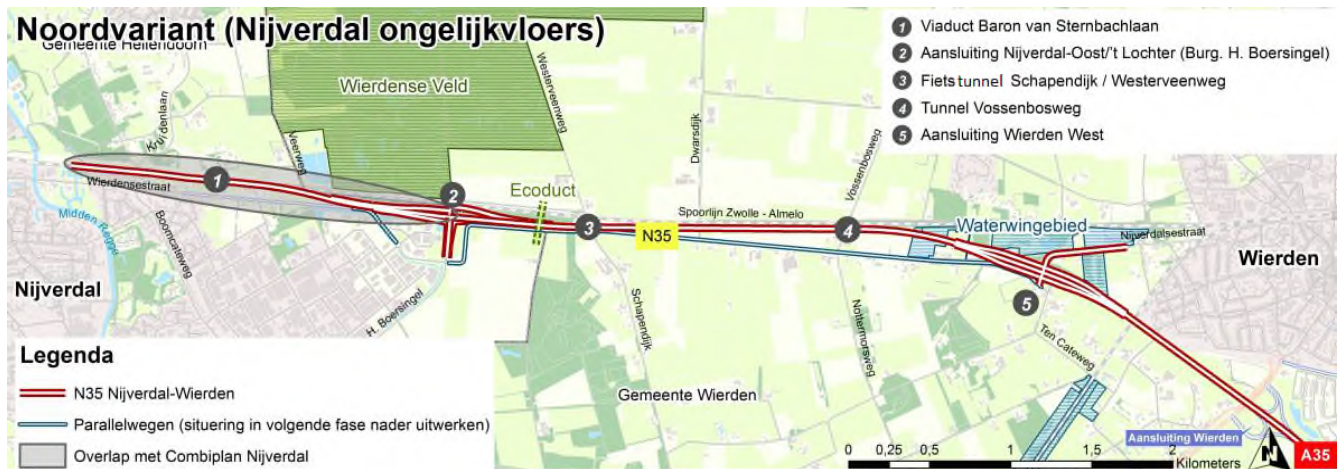 Noordvariant (Nijverdal ongelijkvloers)
Gemeente Hellendoorn
1 Viaduct Baron van Sternbachlaan
2 Aansluiting Nijverdal-Oost/'t Lochter (Burg. H. Boersingel)
3 Fietstunnel Schapendijk / Westerveenweg
4 Tunnel Vossenbosweg
5 Aansluiting Wierden West
Wierdense Veld
Westerveenweg
Kruidenlaan
Veerweg
Dwarsdijk
Vossenbosweg
1
Wierdensestraat
2
Ecoduct
3
N35
Spoorlijn Zwolle - Almelo
4
Waterwingebied
Nijverdalsestraat
Midden Regge
Boomcateweg
Nijverdal
H. Boersingel
Schapendijk
Nottermorsweg
5
Ten Cateweg
Wierden
Gemeente Wierden
Legenda
N35 Nijverdal-Wierden
Parallelwegen (situering in volgende fase nader uitwerken)
Overlap met Combiplan Nijverdal
0 0,25 0,5 1 1,5 2
Kilometers
Aansluiting Wierden
N
A35